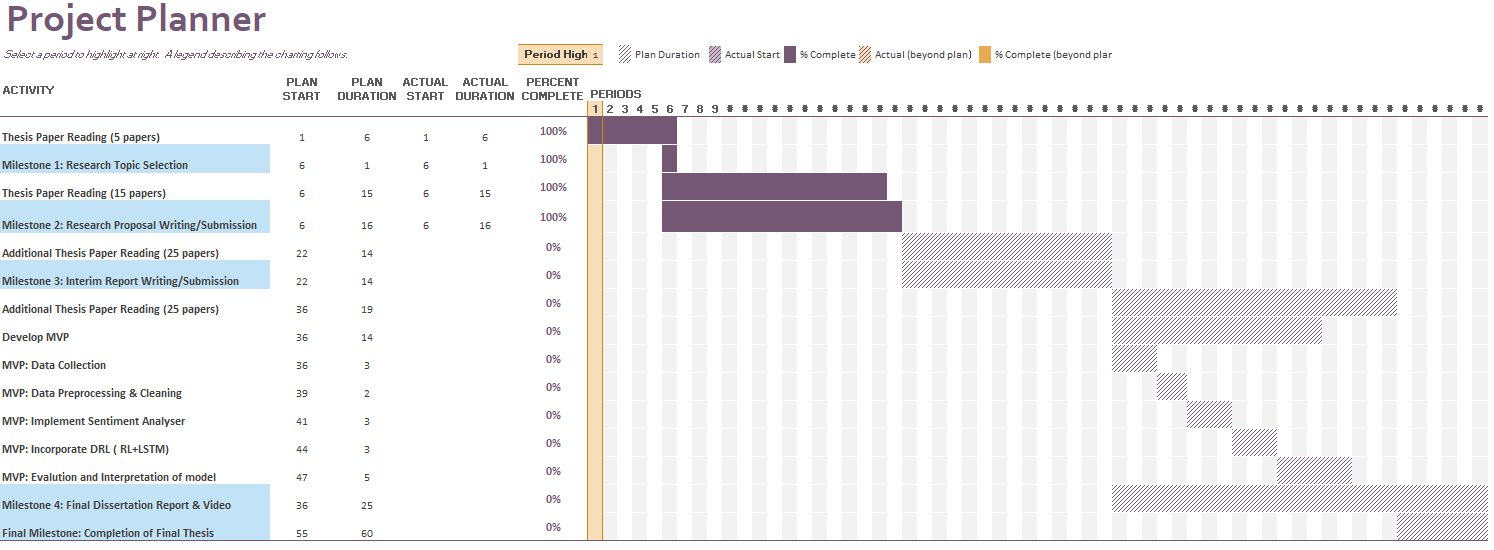 Project Planner
Select a period to highlight at right. A legend describing the charting follows.
Period High 1
Plan Duration
Actual Start
% Complete
Actual (beyond plan)
% Complete (beyond plar
ACTIVITY
PLAN START
PLAN DURATION
ACTUAL START
ACTUAL DURATION
PERCENT COMPLETE
PERIODS
1 2 3 4 5 6 7 8 9 # # # # # # # # # # # # # # # # # # # # # # # # # # # # # # # # # # # # # # # # # # # # # # # # # # #
Thesis Paper Reading (5 papers) 1 6 1 6 100%
Milestone 1: Research Topic Selection 6 1 6 1 100%
Thesis Paper Reading (15 papers) 6 15 6 15 100%
Milestone 2: Research Proposal Writing/Submission 6 16 6 16 100%
Additional Thesis Paper Reading (25 papers) 22 14 0%
Milestone 3: Interim Report Writing/Submission 22 14 0%
Additional Thesis Paper Reading (25 papers) 36 19 0%
Develop MVP 36 14 0%
MVP: Data Collection 36 3 0%
MVP: Data Preprocessing & Cleaning 39 2 0%
MVP: Implement Sentiment Analyser 41 3 0%
MVP: Incorporate DRL ( RL+LSTM) 44 3 0%
MVP: Evalution and Interpretation of model 47 5 0%
Milestone 4: Final Dissertation Report & Video 36 25 0%
Final Milestone: Completion of Final Thesis 55 60 0%